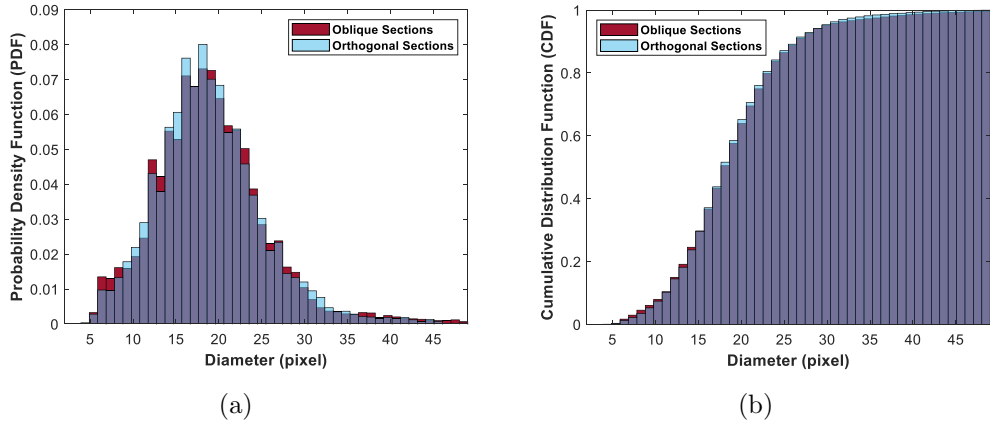 0.09
0.08
0.07
0.06
0.05
0.04
0.03
0.02
0.01
0
Probability Density Function (PDF)
Oblique Sections
Orthogonal Sections
5 10 15 20 25 30 35 40 45
Diameter (pixel)
(a)
1
0.8
0.6
0.4
0.2
0
Cumulative Distribution Function (CDF)
Oblique Sections
Orthogonal Sections
5 10 15 20 25 30 35 40 45
Diameter (pixel)
(b)